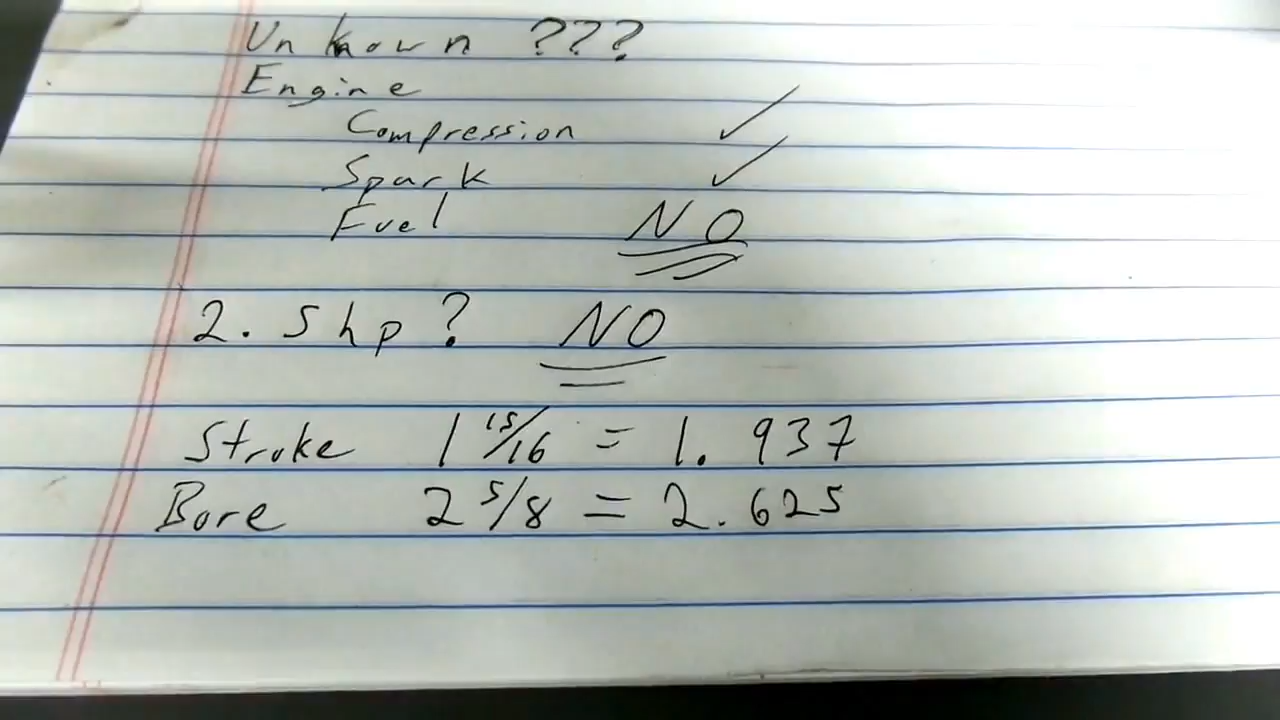 Unknown ???
Engine
Compression ✓
Spark ✓
Fuel NO
2.5hp? NO
Stroke 1 15/16 = 1.937
Bore 2 5/8 = 2.625